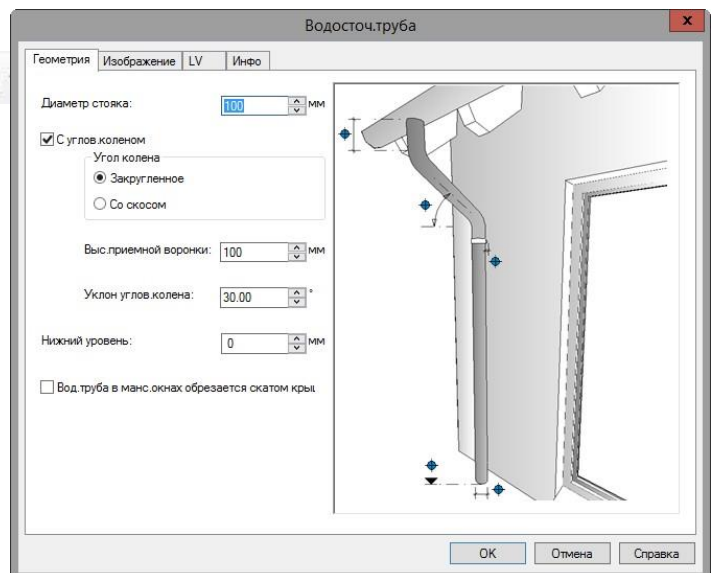 Водосточ.труба
x
Геометрия Изображение LV Инфо
Диаметр стояка: 100 мм
С углов.коленом
Угол колена
Закругленное
Со скосом
Выс.приемной воронки: 100 мм
Уклон углов.колена: 30.00 °
Нижний уровень: 0 мм
Вод.труба в манс.окнах обрезается скатом крыц
OK Отмена Справка